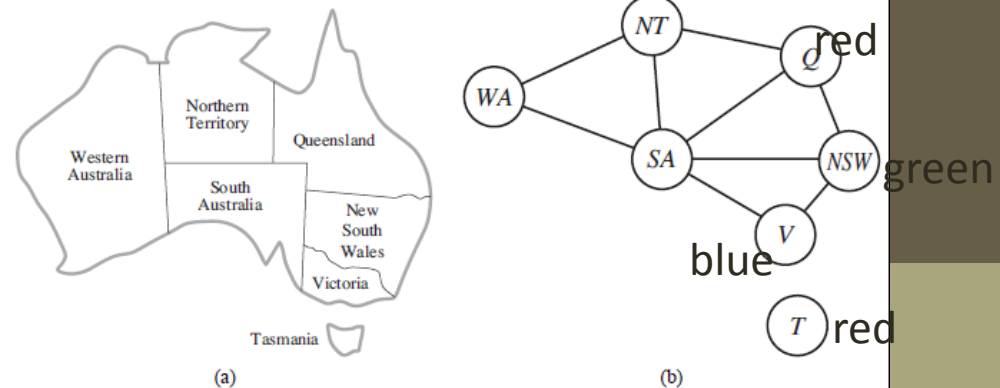 Northern
Territory
Western
Australia
Queensland
South
Australia
New
South
Wales
Victoria
Tasmania
(a)
NT
Q
red
WA
SA
NSW
green
V
blue
T
red
(b)